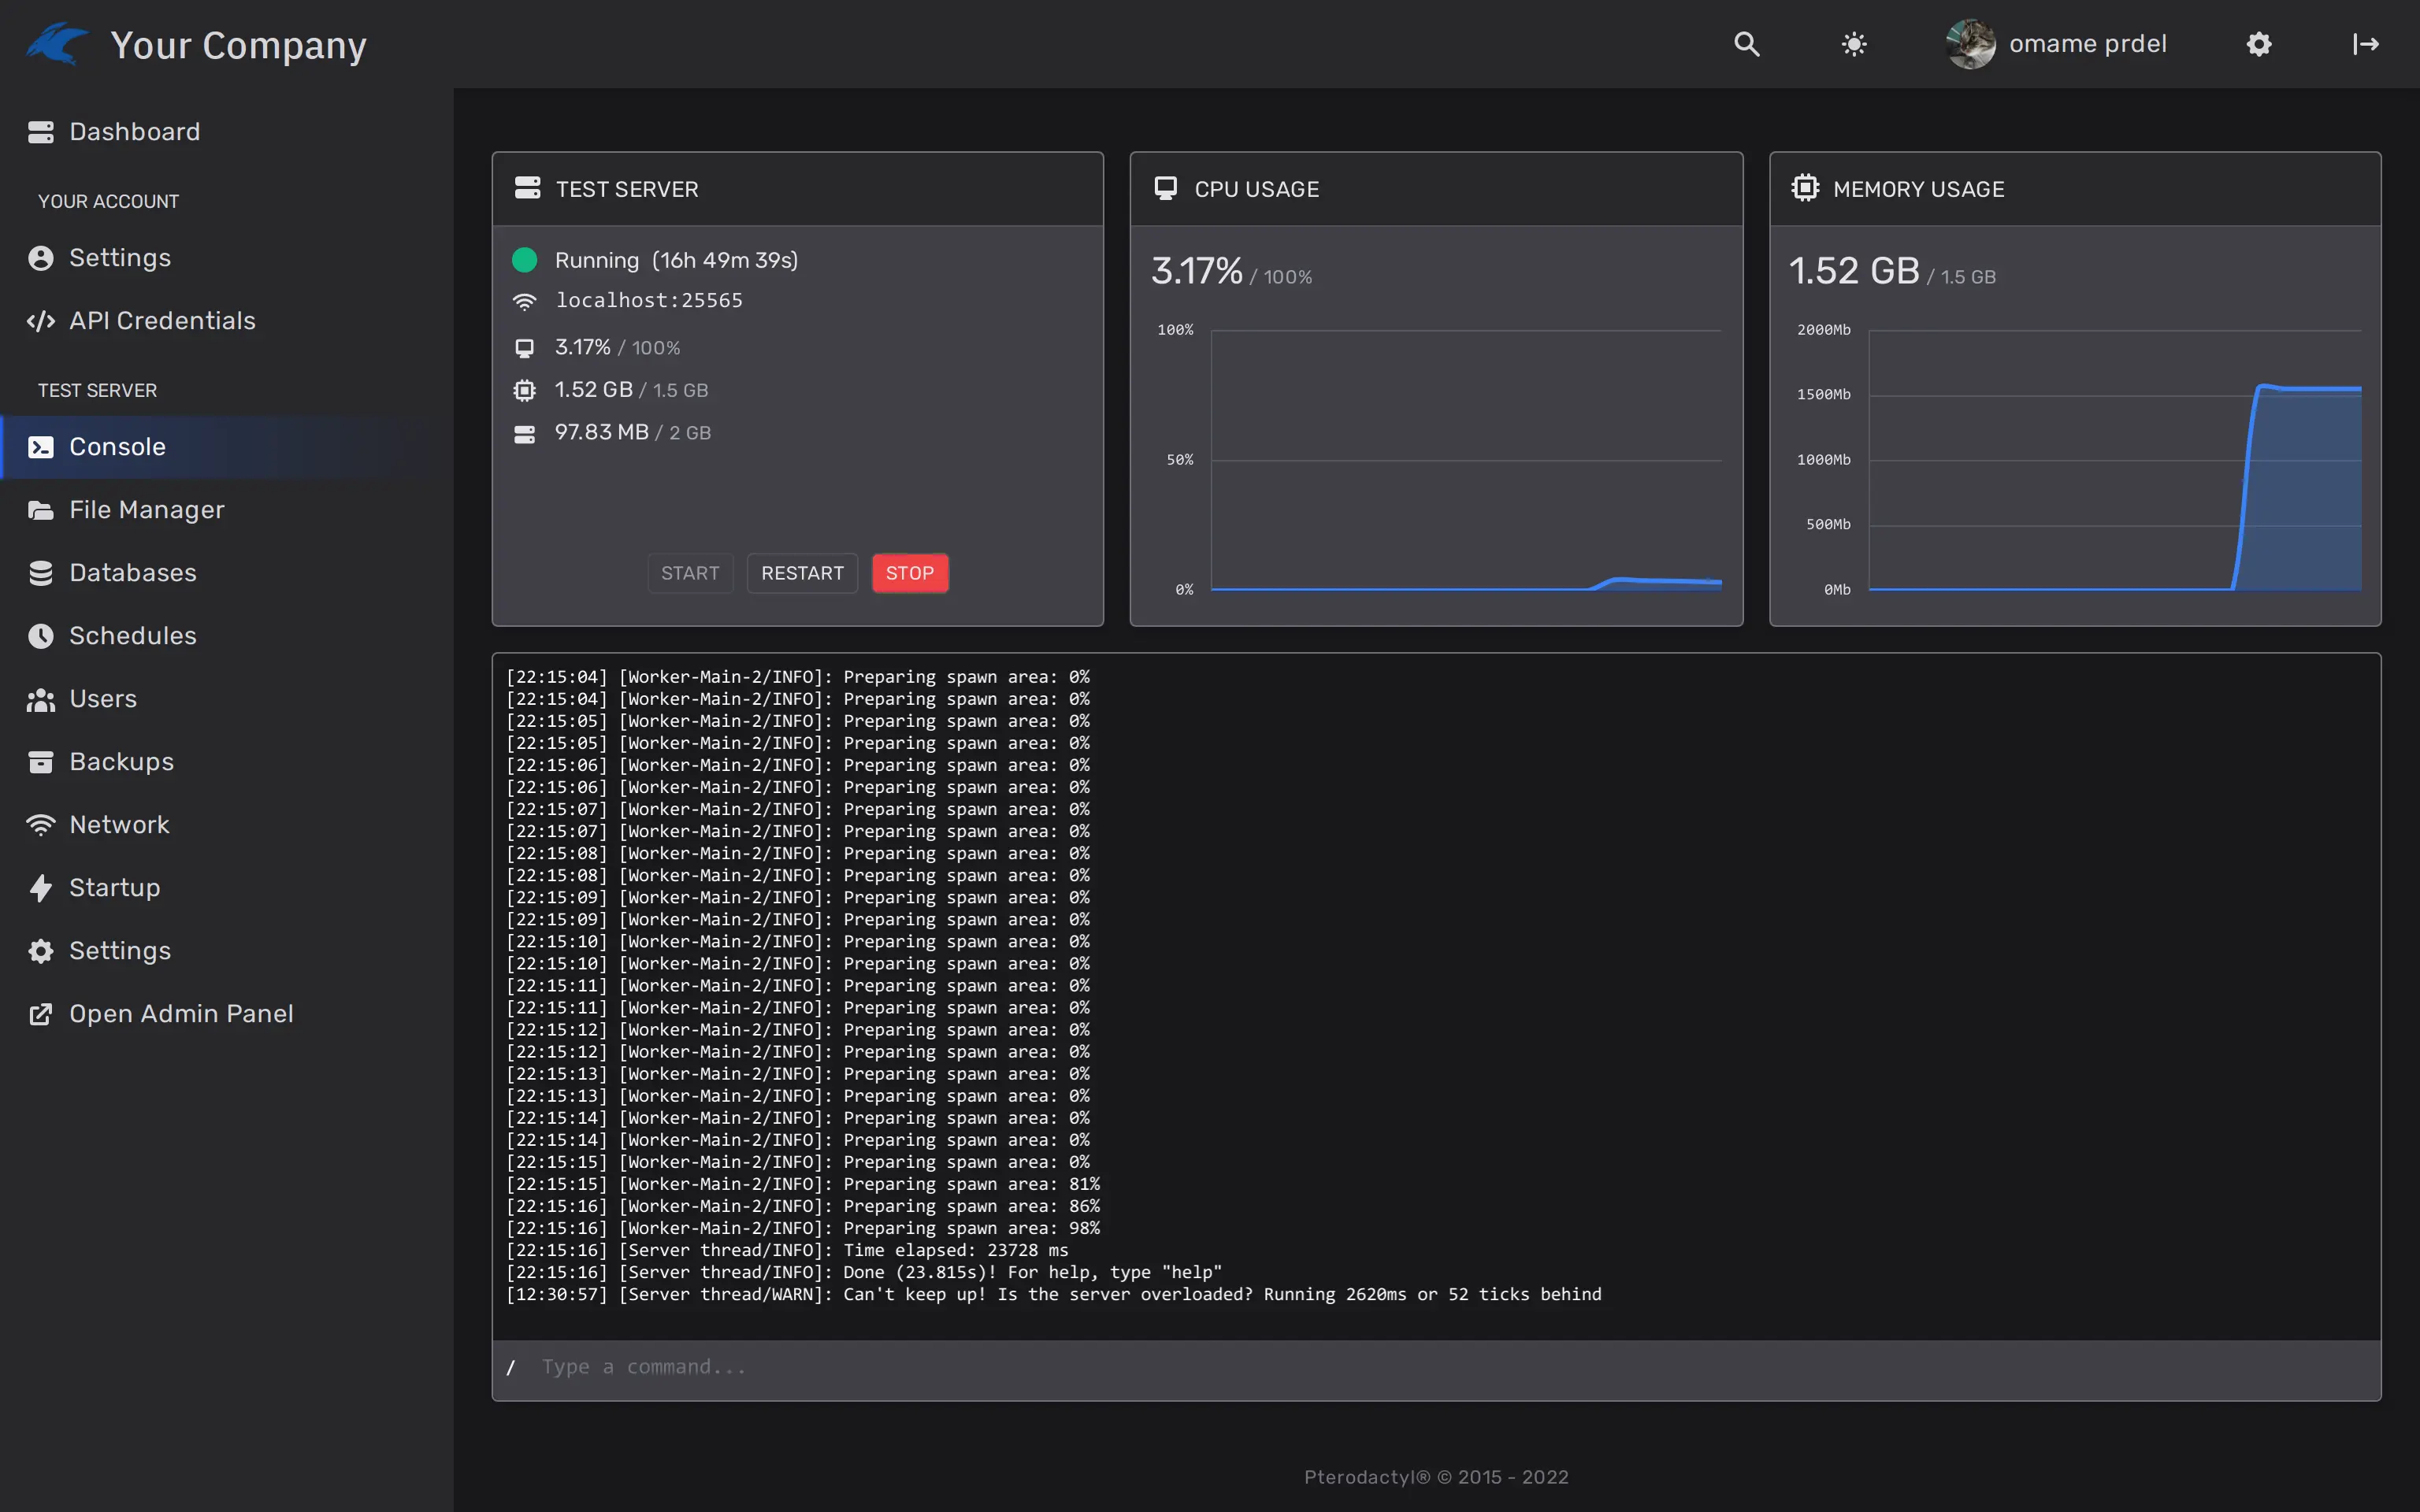 Your Company
omame prdel
Dashboard
YOUR ACCOUNT
Settings
API Credentials
TEST SERVER
Console
File Manager
Databases
Schedules
Users
Backups
Network
Startup
Settings
Open Admin Panel
TEST SERVER
Running (16h 49m 39s)
localhost:25565
3.17% / 100%
1.52 GB / 1.5 GB
97.83 MB / 2 GB
START RESTART STOP
CPU USAGE
3.17% / 100%
100%
50%
0%
MEMORY USAGE
1.52 GB / 1.5 GB
2000Mb
1500Mb
1000Mb
500Mb
0Mb
[22:15:04] [Worker-Main-2/INFO]: Preparing spawn area: 0%
[22:15:04] [Worker-Main-2/INFO]: Preparing spawn area: 0%
[22:15:05] [Worker-Main-2/INFO]: Preparing spawn area: 0%
[22:15:05] [Worker-Main-2/INFO]: Preparing spawn area: 0%
[22:15:06] [Worker-Main-2/INFO]: Preparing spawn area: 0%
[22:15:06] [Worker-Main-2/INFO]: Preparing spawn area: 0%
[22:15:07] [Worker-Main-2/INFO]: Preparing spawn area: 0%
[22:15:07] [Worker-Main-2/INFO]: Preparing spawn area: 0%
[22:15:08] [Worker-Main-2/INFO]: Preparing spawn area: 0%
[22:15:08] [Worker-Main-2/INFO]: Preparing spawn area: 0%
[22:15:09] [Worker-Main-2/INFO]: Preparing spawn area: 0%
[22:15:09] [Worker-Main-2/INFO]: Preparing spawn area: 0%
[22:15:10] [Worker-Main-2/INFO]: Preparing spawn area: 0%
[22:15:10] [Worker-Main-2/INFO]: Preparing spawn area: 0%
[22:15:11] [Worker-Main-2/INFO]: Preparing spawn area: 0%
[22:15:11] [Worker-Main-2/INFO]: Preparing spawn area: 0%
[22:15:12] [Worker-Main-2/INFO]: Preparing spawn area: 0%
[22:15:12] [Worker-Main-2/INFO]: Preparing spawn area: 0%
[22:15:13] [Worker-Main-2/INFO]: Preparing spawn area: 0%
[22:15:13] [Worker-Main-2/INFO]: Preparing spawn area: 0%
[22:15:14] [Worker-Main-2/INFO]: Preparing spawn area: 0%
[22:15:14] [Worker-Main-2/INFO]: Preparing spawn area: 0%
[22:15:15] [Worker-Main-2/INFO]: Preparing spawn area: 0%
[22:15:15] [Worker-Main-2/INFO]: Preparing spawn area: 81%
[22:15:16] [Worker-Main-2/INFO]: Preparing spawn area: 86%
[22:15:16] [Worker-Main-2/INFO]: Preparing spawn area: 98%
[22:15:16] [Server thread/INFO]: Time elapsed: 23728 ms
[22:15:16] [Server thread/INFO]: Done (23.815s)! For help, type "help"
[12:30:57] [Server thread/WARN]: Can't keep up! Is the server overloaded? Running 2620ms or 52 ticks behind
/ Type a command...
Pterodactyl® © 2015 - 2022